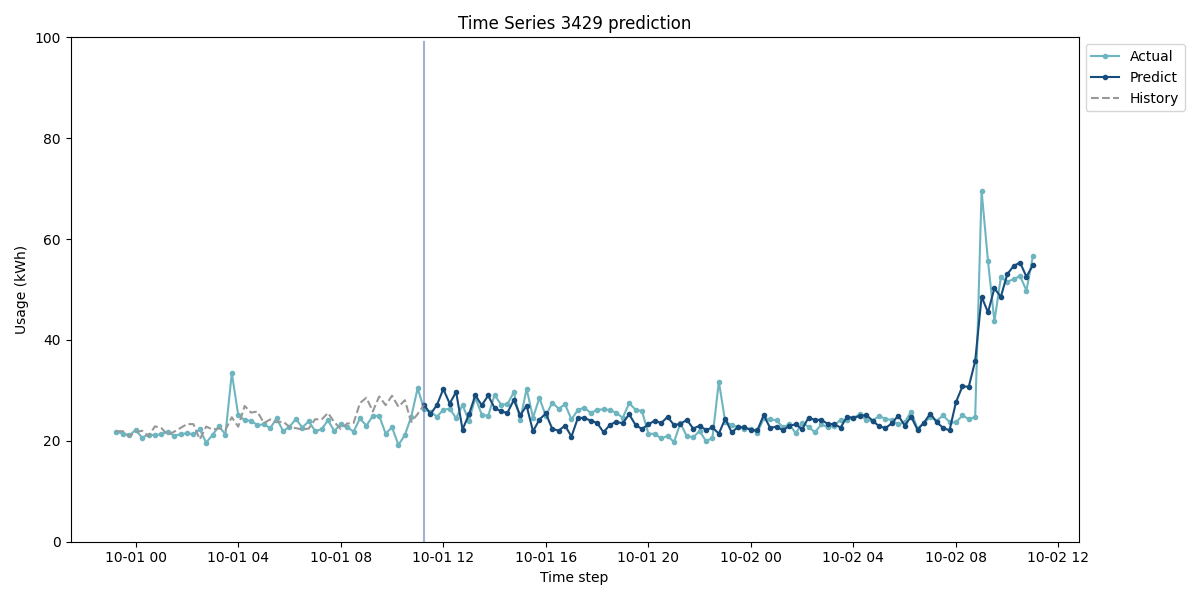 Time Series 3429 prediction
100
80
60
40
20
0
Usage (kWh)
10-01 00
10-01 04
10-01 08
10-01 12
10-01 16
10-01 20
10-02 00
10-02 04
10-02 08
10-02 12
Time step
Actual
Predict
History